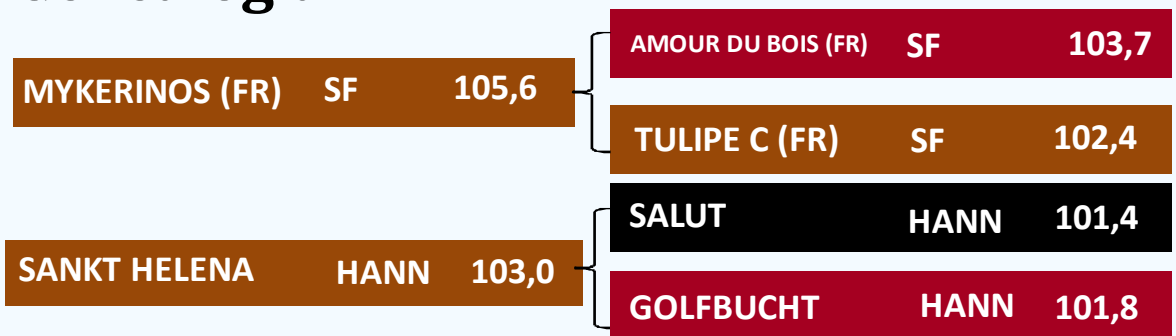 MYKERINOS (FR) SF 105,6
AMOUR DU BOIS (FR) SF 103,7
TULIPE C (FR) SF 102,4
SANKT HELENA HANN 103,0
SALUT HANN 101,4
GOLFBUCHT HANN 101,8